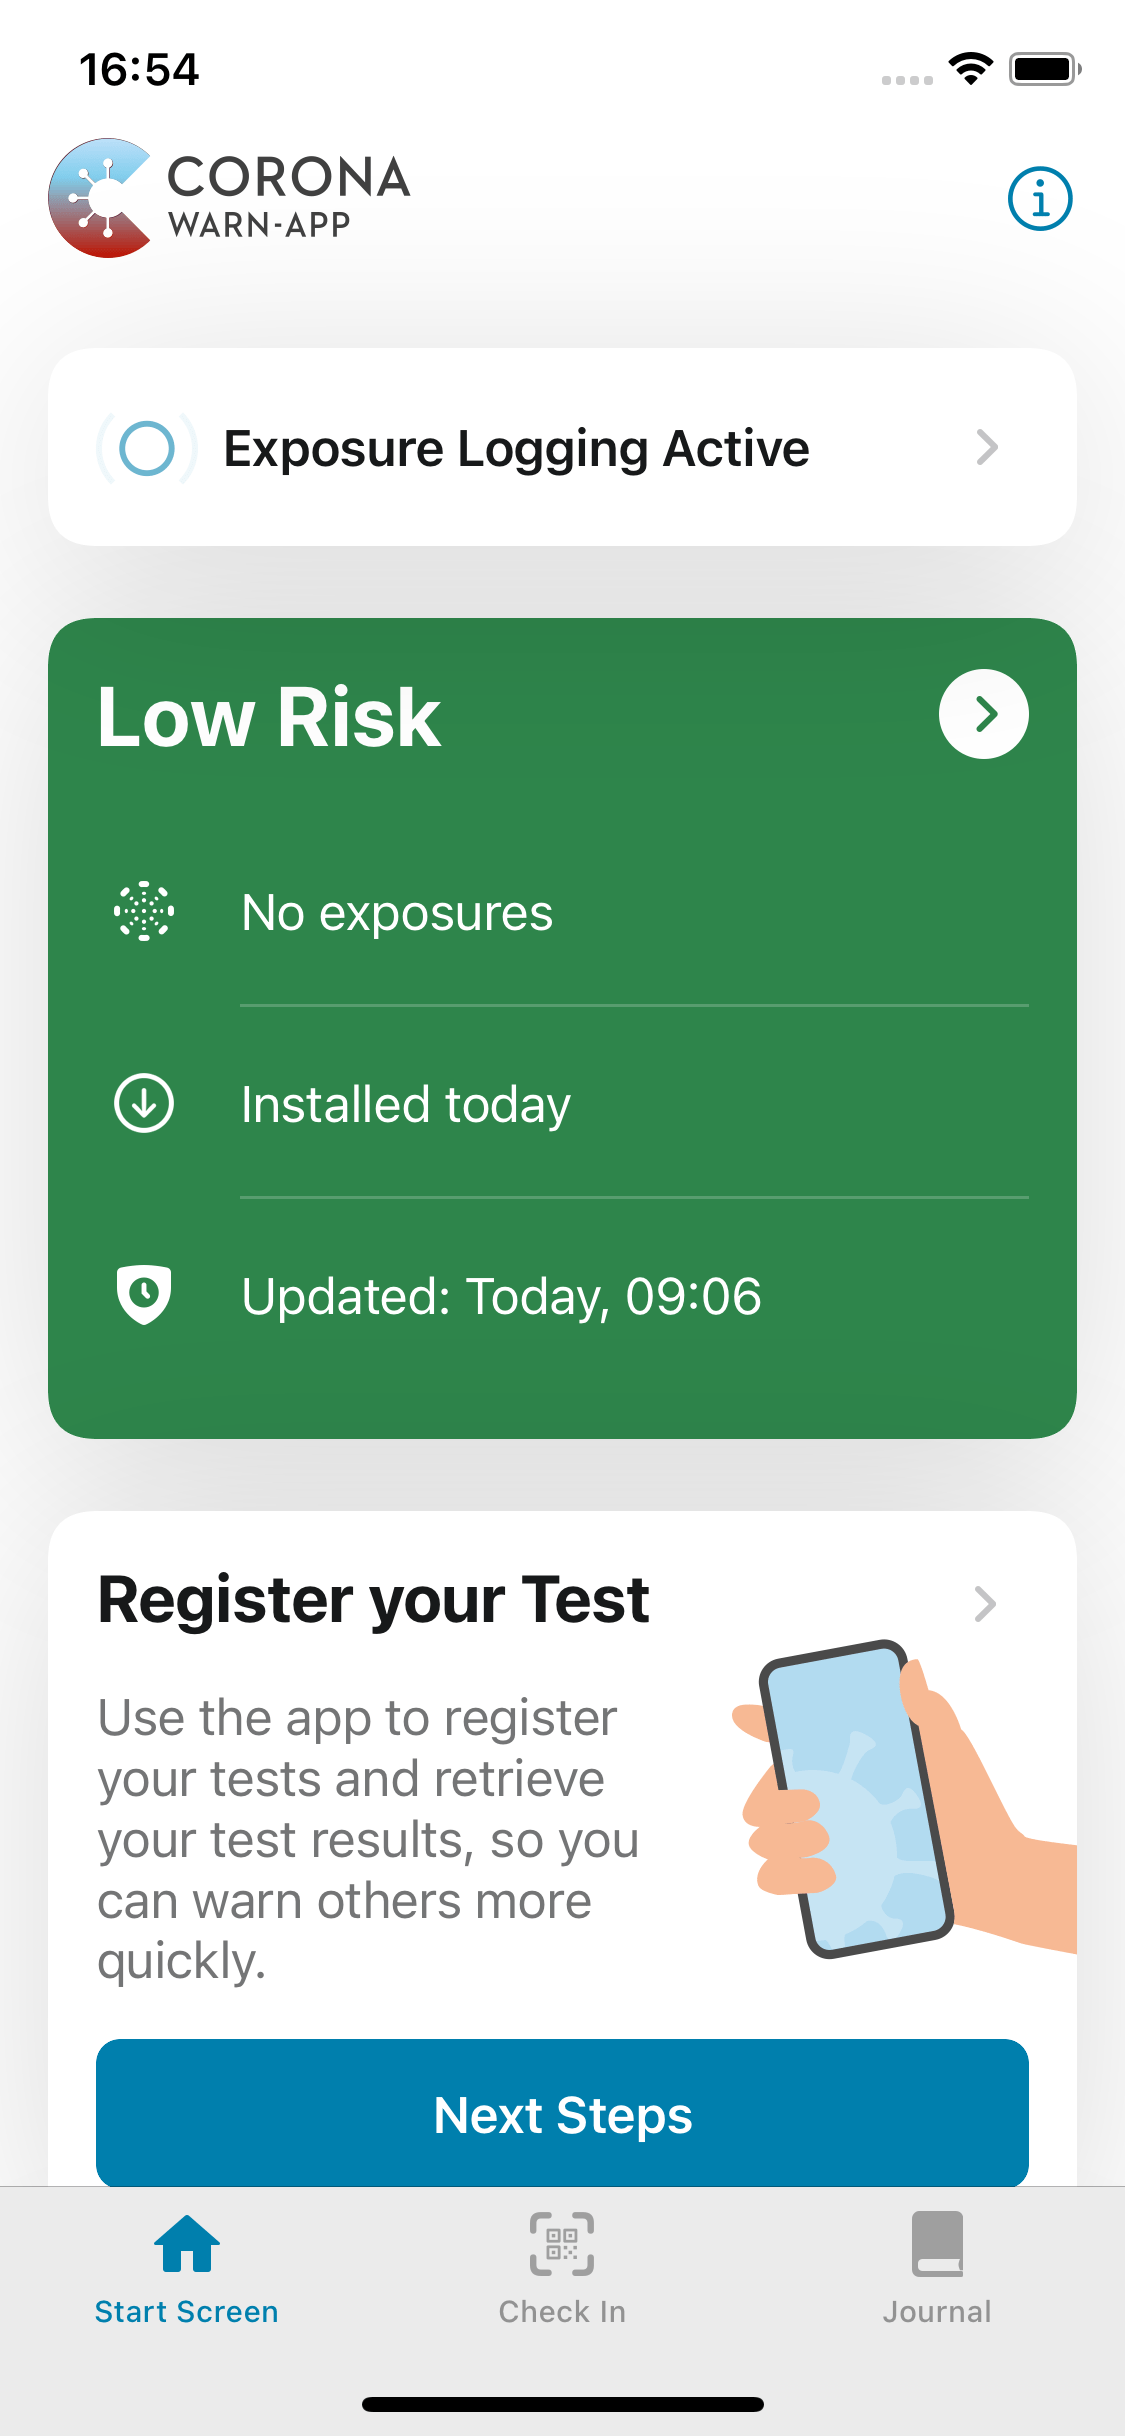 16:54
CORONA
WARN-APP
Exposure Logging Active
Low Risk
No exposures
Installed today
Updated: Today, 09:06
Register your Test
Use the app to register
your tests and retrieve
your test results, so you
can warn others more
quickly.
Next Steps
Start Screen
Check In
Journal